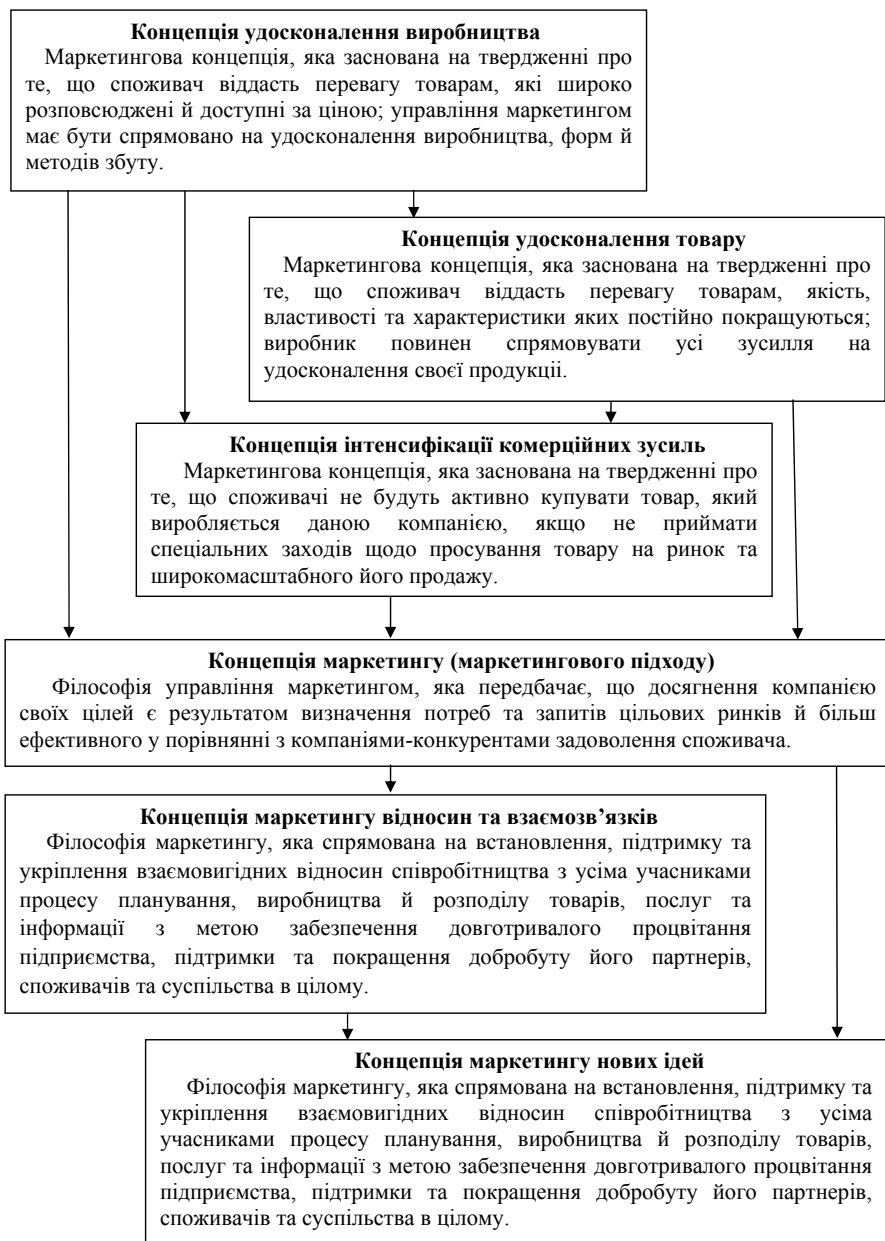 Концепція удосконалення виробництва
Маркетингова концепція, яка заснована на твердженні про
те, що споживач віддасть перевагу товарам, які широко
розповсюджені й доступні за ціною; управління маркетингом
має бути спрямовано на удосконалення виробництва, форм й
методів збуту.
Концепція удосконалення товару
Маркетингова концепція, яка заснована на твердженні про
те, що споживач віддасть перевагу товарам, якість,
властивості та характеристики яких постійно покращуються;
виробник повинен спрямовувати усі зусилля на
удосконалення своєї продукціі.
Концепція інтенсифікації комерційних зусиль
Маркетингова концепція, яка заснована на твердженні про
те, що споживачі не будуть активно купувати товар, який
виробляється даною компанією, якщо не приймати
спеціальних заходів щодо просування товару на ринок та
широкомасштабного його продажу.
Концепція маркетингу (маркетингового підходу)
Філософія управління маркетингом, яка передбачає, що досягнення компанією
своїх цілей є результатом визначення потреб та запитів цільових ринків й більш
ефективного у порівнянні з компаніями-конкурентами задоволення споживача.
Концепція маркетингу відносин та взаємозв’язків
Філософія маркетингу, яка спрямована на встановлення, підтримку та
укріплення взаємовигідних відносин співробітництва з усіма учасниками
процесу планування, виробництва й розподілу товарів, послуг та
інформації з метою забезпечення довготривалого процвітання
підприємства, підтримки та покращення добробуту його партнерів,
споживачів та суспільства в цілому.
Концепція маркетингу нових ідей
Філософія маркетингу, яка спрямована на встановлення, підтримку та
укріплення взаємовигідних відносин співробітництва з усіма
учасниками процесу планування, виробництва й розподілу товарів,
послуг та інформації з метою забезпечення довготривалого процвітання
підприємства, підтримки та покращення добробуту його партнерів,
споживачів та суспільства в цілому.